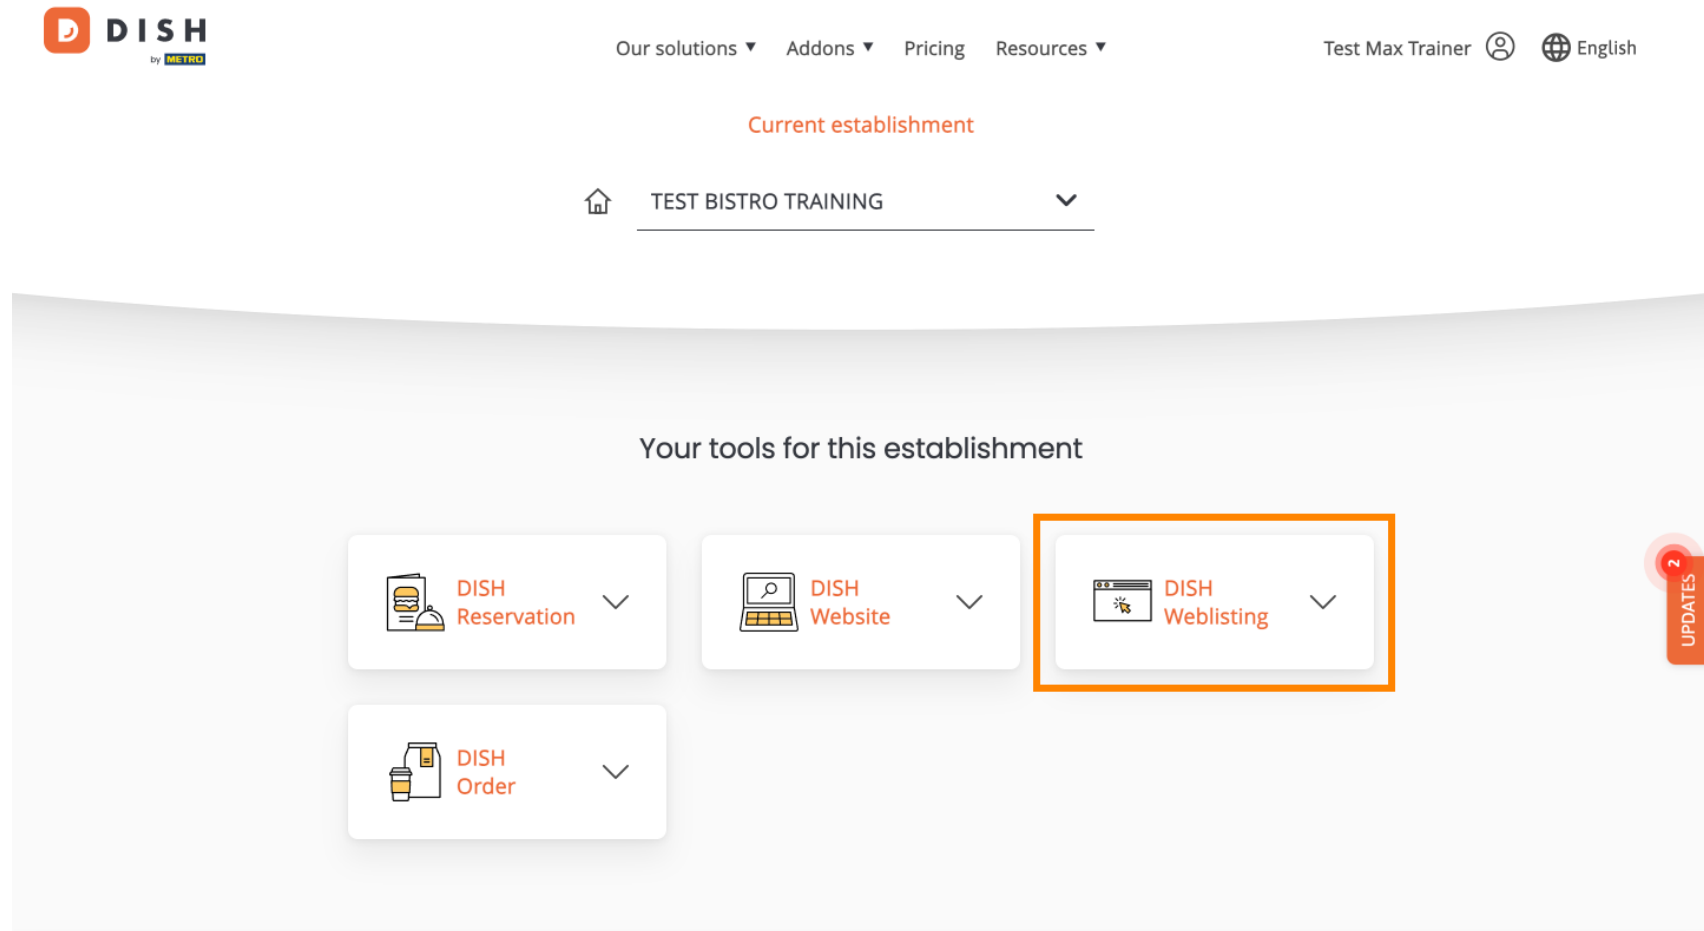 DISH
by METRO
Our solutions ▼ Addons ▼ Pricing Resources ▼ Test Max Trainer English
Current establishment
TEST BISTRO TRAINING
Your tools for this establishment
DISH
Reservation
DISH
Website
DISH
Weblisting
DISH
Order
2
UPDATES